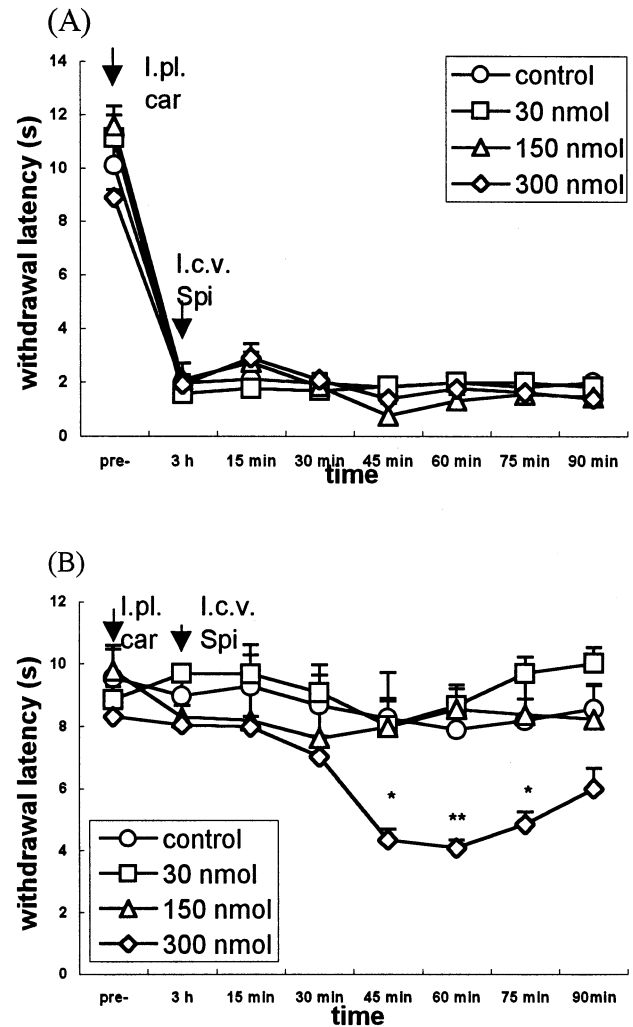 (A)
withdrawal latency (s)
14
12
10
8
6
4
2
0
I.pl.
car
I.c.v.
Spi
control
30 nmol
150 nmol
300 nmol
pre- 3 h 15 min 30 min 45 min 60 min 75 min 90min
time
(B)
withdrawal latency (s)
12
10
8
6
4
2
0
I.pl.
car
I.c.v.
Spi
* ** *
control
30 nmol
150 nmol
300 nmol
pre- 3 h 15 min 30 min 45 min 60 min 75 min 90min
time